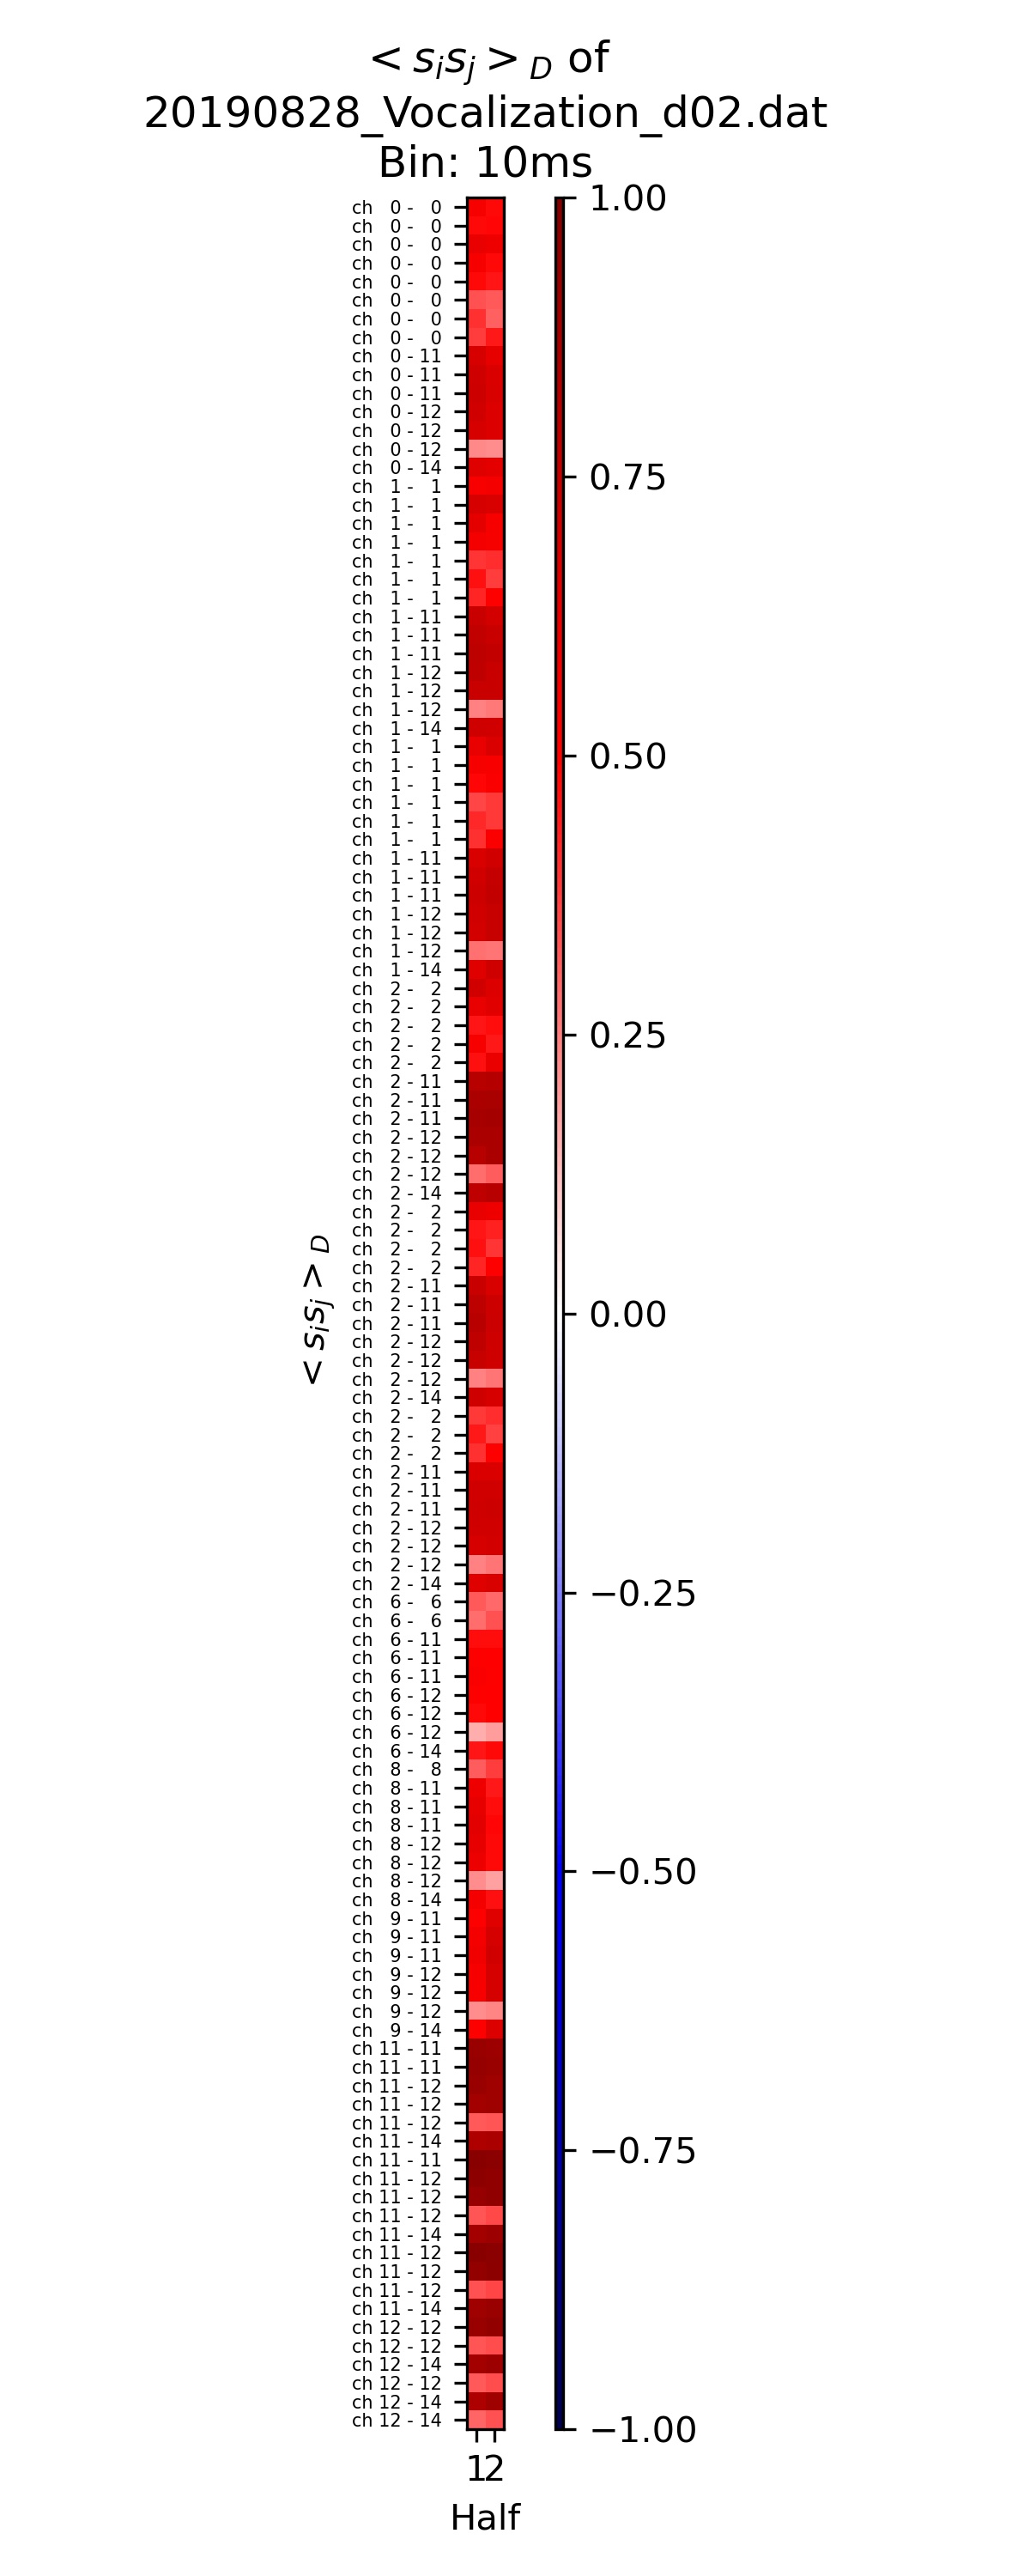 < s_i s_j >_D of
20190828_Vocalization_d02.dat
Bin: 10ms
ch 0 - 0
ch 0 - 0
ch 0 - 0
ch 0 - 0
ch 0 - 0
ch 0 - 0
ch 0 - 0
ch 0 - 0
ch 0 - 11
ch 0 - 11
ch 0 - 11
ch 0 - 12
ch 0 - 12
ch 0 - 12
ch 0 - 14
ch 1 - 1
ch 1 - 1
ch 1 - 1
ch 1 - 1
ch 1 - 1
ch 1 - 1
ch 1 - 1
ch 1 - 11
ch 1 - 11
ch 1 - 11
ch 1 - 12
ch 1 - 12
ch 1 - 12
ch 1 - 14
ch 1 - 1
ch 1 - 1
ch 1 - 1
ch 1 - 1
ch 1 - 1
ch 1 - 1
ch 1 - 11
ch 1 - 11
ch 1 - 11
ch 1 - 12
ch 1 - 12
ch 1 - 12
ch 1 - 14
ch 2 - 2
ch 2 - 2
ch 2 - 2
ch 2 - 2
ch 2 - 2
ch 2 - 11
ch 2 - 11
ch 2 - 11
ch 2 - 12
ch 2 - 12
ch 2 - 12
ch 2 - 14
ch 2 - 2
ch 2 - 2
ch 2 - 2
ch 2 - 2
ch 2 - 11
ch 2 - 11
ch 2 - 11
ch 2 - 12
ch 2 - 12
ch 2 - 12
ch 2 - 14
ch 2 - 2
ch 2 - 2
ch 2 - 2
ch 2 - 11
ch 2 - 11
ch 2 - 11
ch 2 - 12
ch 2 - 12
ch 2 - 12
ch 2 - 14
ch 6 - 6
ch 6 - 6
ch 6 - 11
ch 6 - 11
ch 6 - 11
ch 6 - 12
ch 6 - 12
ch 6 - 12
ch 6 - 14
ch 8 - 8
ch 8 - 11
ch 8 - 11
ch 8 - 11
ch 8 - 12
ch 8 - 12
ch 8 - 12
ch 8 - 14
ch 9 - 11
ch 9 - 11
ch 9 - 11
ch 9 - 12
ch 9 - 12
ch 9 - 12
ch 9 - 14
ch 11 - 11
ch 11 - 11
ch 11 - 12
ch 11 - 12
ch 11 - 12
ch 11 - 14
ch 11 - 11
ch 11 - 12
ch 11 - 12
ch 11 - 12
ch 11 - 14
ch 11 - 12
ch 11 - 12
ch 11 - 12
ch 11 - 14
ch 12 - 12
ch 12 - 12
ch 12 - 14
ch 12 - 12
ch 12 - 14
ch 12 - 14
< s_i s_j >_D
1 2
Half
1.00
0.75
0.50
0.25
0.00
−0.25
−0.50
−0.75
−1.00